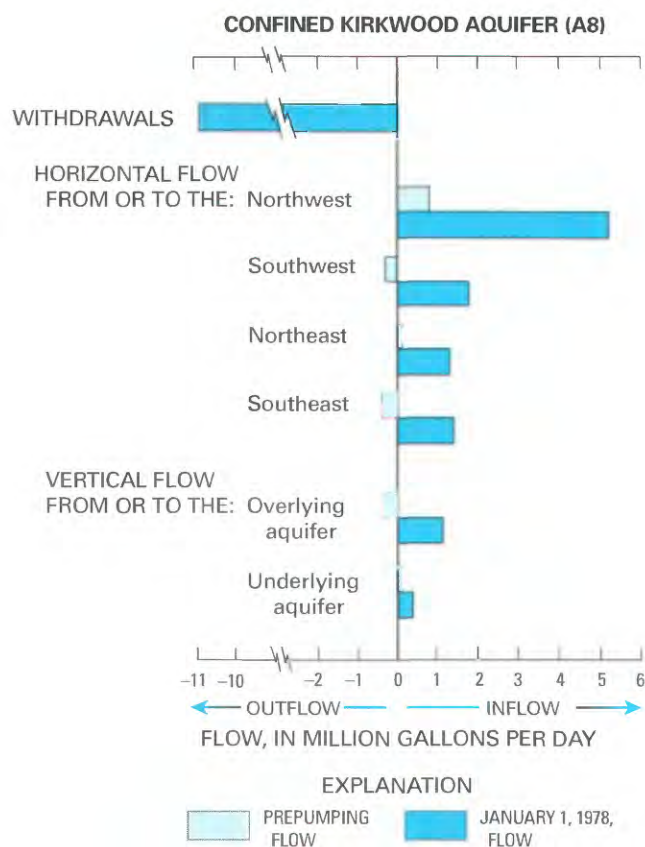 CONFINED KIRKWOOD AQUIFER (A8)
WITHDRAWALS
HORIZONTAL FLOW
FROM OR TO THE: Northwest
Southwest
Northeast
Southeast
VERTICAL FLOW
FROM OR TO THE: Overlying
aquifer
Underlying
aquifer
–11 –10 –2 –1 0 1 2 3 4 5 6
OUTFLOW INFLOW
FLOW, IN MILLION GALLONS PER DAY
EXPLANATION
PREPUMPING
FLOW
JANUARY 1, 1978,
FLOW